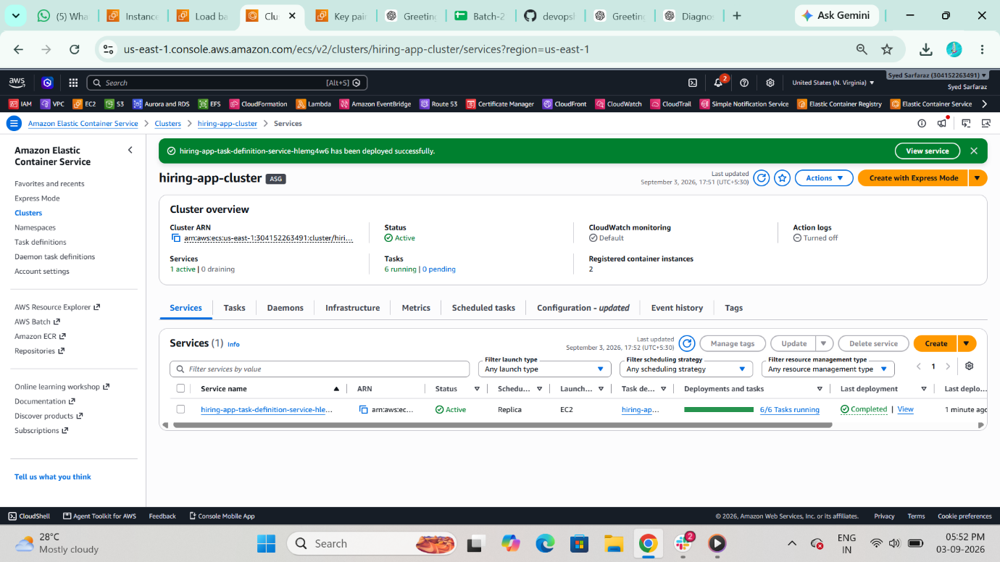 (5) Wha
Instance
Load ba
Clu
Key pair
Greeting
Batch-2
devopsh
Greeting
Diagnos
Ask Gemini
us-east-1.console.aws.amazon.com/ecs/v2/clusters/hiring-app-cluster/services?region=us-east-1
aws
Search
[Alt+S]
2
United States (N. Virginia) ▼
Syed Sarfaraz (304152263491) ▼
Syed Sarfaraz
IAM
VPC
EC2
S3
Aurora and RDS
EFS
CloudFormation
Lambda
Amazon EventBridge
Route 53
Certificate Manager
CloudFront
CloudWatch
CloudTrail
Simple Notification Service
Elastic Container Registry
Elastic Container Service
Amazon Elastic Container Service > Clusters > hiring-app-cluster > Services
Amazon Elastic
Container Service
Favorites and recents
Express Mode
Clusters
Namespaces
Task definitions
Daemon task definitions
Account settings
AWS Resource Explorer
AWS Batch
Amazon ECR
Repositories
Online learning workshop
Documentation
Discover products
Subscriptions
Tell us what you think
hiring-app-task-definition-service-hlemg4w6 has been deployed successfully.
View service
hiring-app-cluster
ASG
Last updated
September 3, 2026, 17:51 (UTC+5:30)
Actions ▼
Create with Express Mode
Cluster overview
Cluster ARN
arn:aws:ecs:us-east-1:304152263491:cluster/hiri...
Status
Active
CloudWatch monitoring
Default
Action logs
Turned off
Services
1 active | 0 draining
Tasks
6 running | 0 pending
Registered container instances
2
Services
Tasks
Daemons
Infrastructure
Metrics
Scheduled tasks
Configuration - updated
Event history
Tags
Services (1) Info
Last updated
September 3, 2026, 17:52 (UTC+5:30)
Manage tags
Update
Delete service
Create
Filter services by value
Filter launch type
Any launch type
Filter scheduling strategy
Any scheduling strategy
Filter resource management type
Any resource management type
1
Service name
ARN
Status
Schedu...
Launch...
Task de...
Deployments and tasks
Last deployment
Last deplo...
hiring-app-task-definition-service-hle...
arn:aws:ec...
Active
Replica
EC2
hiring-ap...
6/6 Tasks running
Completed | View
1 minute ago
CloudShell
Agent Toolkit for AWS
Feedback
Console Mobile App
© 2026, Amazon Web Services, Inc. or its affiliates.
Privacy
Terms
Cookie preferences
28°C
Mostly cloudy
Search
2
ENG
IN
05:52 PM
03-09-2026